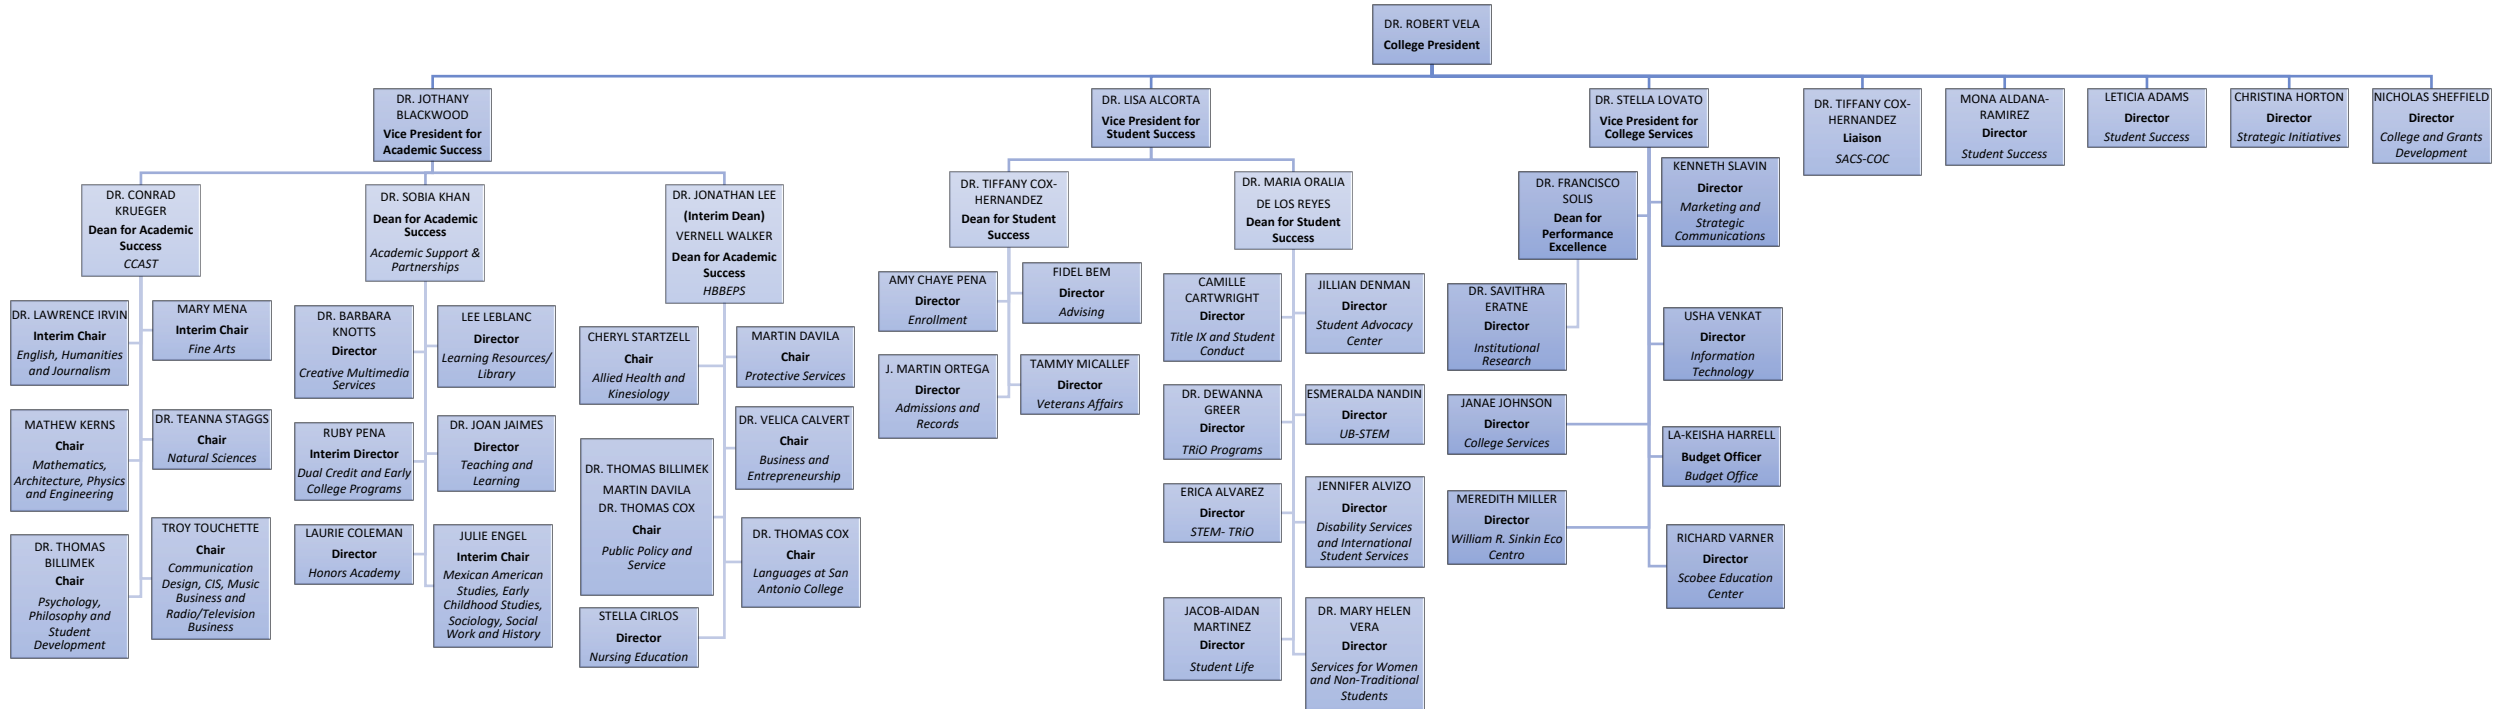 DR. ROBERT VELA
College President
DR. JOTHANY
BLACKWOOD
Vice President for
Academic Success
DR. LISA ALCORTA
Vice President for
Student Success
DR. STELLA LOVATO
Vice President for
College Services
DR. TIFFANY COX-
HERNANDEZ
Liaison
SACS-COC
MONA ALDANA-
RAMIREZ
Director
Student Success
LETICIA ADAMS
Director
Student Success
CHRISTINA HORTON
Director
Strategic Initiatives
NICHOLAS SHEFFIELD
Director
College and Grants
Development
DR. CONRAD
KRUEGER
Dean for Academic
Success
CCAST
DR. LAWRENCE IRVIN
Interim Chair
English, Humanities
and Journalism
MARY MENA
Interim Chair
Fine Arts
MATHEW KERNS
Chair
Mathematics,
Architecture, Physics
and Engineering
DR. TEANNA STAGGS
Chair
Natural Sciences
DR. THOMAS
BILLIMEK
Chair
Psychology,
Philosophy and
Student
Development
TROY TOUCHETTE
Chair
Communication
Design, CIS, Music
Business and
Radio/Television
Business
DR. SOBIA KHAN
Dean for Academic
Success
Academic Support &
Partnerships
DR. BARBARA
KNOTTS
Director
Creative Multimedia
Services
LEE LEBLANC
Director
Learning Resources/
Library
RUBY PENA
Interim Director
Dual Credit and Early
College Programs
DR. JOAN JAIMES
Director
Teaching and
Learning
LAURIE COLEMAN
Director
Honors Academy
JULIE ENGEL
Interim Chair
Mexican American
Studies, Early
Childhood Studies,
Sociology, Social
Work and History
DR. JONATHAN LEE
(Interim Dean)
VERNELL WALKER
Dean for Academic
Success
HBBEPS
CHERYL STARTZELL
Chair
Allied Health and
Kinesiology
MARTIN DAVILA
Chair
Protective Services
DR. VELICA CALVERT
Chair
Business and
Entrepreneurship
DR. THOMAS BILLIMEK
MARTIN DAVILA
DR. THOMAS COX
Chair
Public Policy and
Service
DR. THOMAS COX
Chair
Languages at San
Antonio College
STELLA CIRLOS
Director
Nursing Education
DR. TIFFANY COX-
HERNANDEZ
Dean for Student
Success
AMY CHAYE PENA
Director
Enrollment
FIDEL BEM
Director
Advising
J. MARTIN ORTEGA
Director
Admissions and
Records
TAMMY MICALLEF
Director
Veterans Affairs
DR. MARIA ORALIA
DE LOS REYES
Dean for Student
Success
CAMILLE
CARTWRIGHT
Director
Title IX and Student
Conduct
JILLIAN DENMAN
Director
Student Advocacy
Center
DR. DEWANNA
GREER
Director
TRiO Programs
ESMERALDA NANDIN
Director
UB-STEM
ERICA ALVAREZ
Director
STEM- TRiO
JENNIFER ALVIZO
Director
Disability Services
and International
Student Services
JACOB-AIDAN
MARTINEZ
Director
Student Life
DR. MARY HELEN
VERA
Director
Services for Women
and Non-Traditional
Students
DR. FRANCISCO
SOLIS
Dean for
Performance
Excellence
KENNETH SLAVIN
Director
Marketing and
Strategic
Communications
DR. SAVITHRA
ERATNE
Director
Institutional
Research
USHA VENKAT
Director
Information
Technology
JANAE JOHNSON
Director
College Services
LA-KEISHA HARRELL
Budget Officer
Budget Office
MEREDITH MILLER
Director
William R. Sinkin Eco
Centro
RICHARD VARNER
Director
Scobee Education
Center